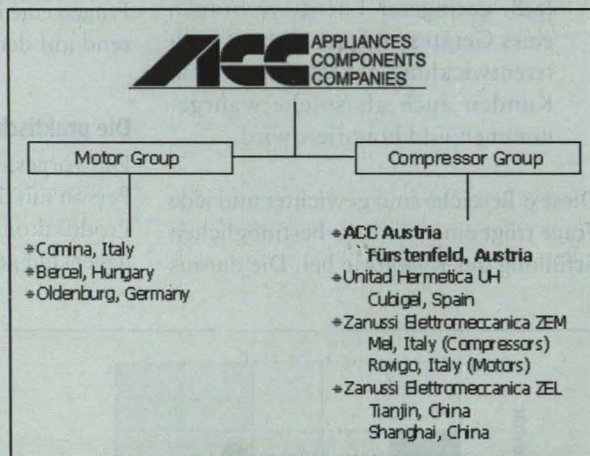 ACC
APPLIANCES
COMPONENTS
COMPANIES
Motor Group
Compressor Group
Comina, Italy
Bercel, Hungary
Oldenburg, Germany
ACC Austria
Fürstenfeld, Austria
Unitad Hermetica UH
Cubigel, Spain
Zanussi Elettromeccanica ZEM
Mel, Italy (Compressors)
Rovigo, Italy (Motors)
Zanussi Elettromeccanica ZEL
Tianjin, China
Shanghai, China